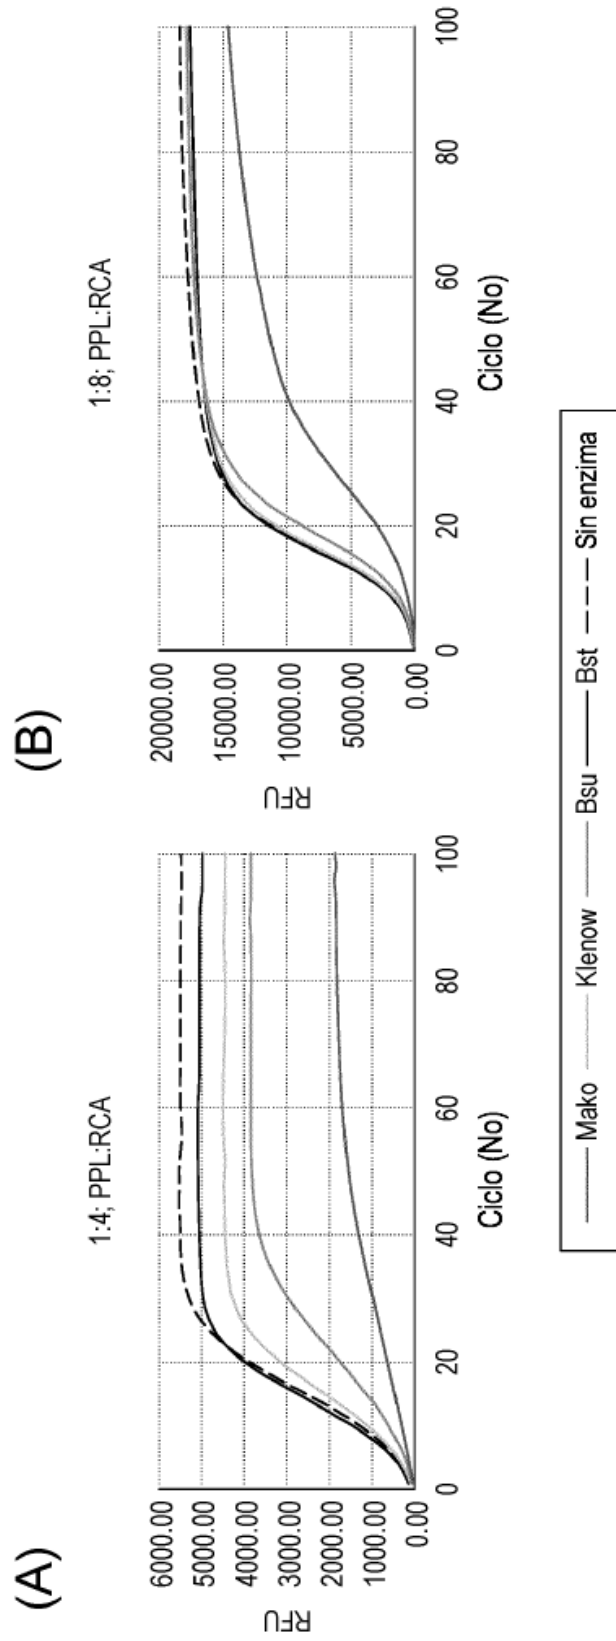 (A)
1:4; PPL:RCA
RFU
6000.00
5000.00
4000.00
3000.00
2000.00
1000.00
0.00
0 20 40 60 80 100
Ciclo (No)
(B)
1:8; PPL:RCA
RFU
20000.00
15000.00
10000.00
5000.00
0.00
0 20 40 60 80 100
Ciclo (No)
Mako Klenow Bsu Bst Sin enzima